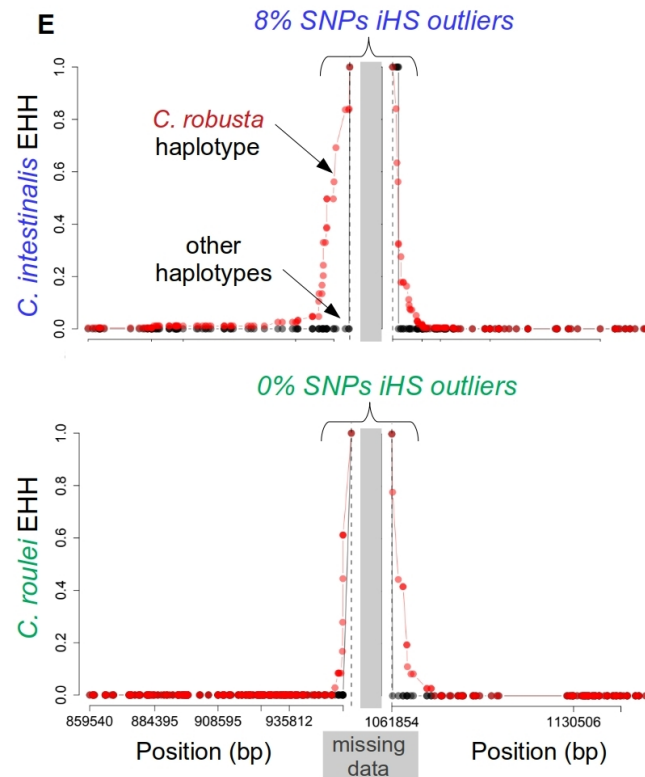 E
8% SNPs iHS outliers
C. intestinalis EHH
1.0
0.8
0.6
0.4
0.2
0.0
C. robusta
haplotype
other
haplotypes
0% SNPs iHS outliers
C. roulei EHH
1.0
0.8
0.6
0.4
0.2
0.0
859540 884395 908595 935812 1061854 1130506
Position (bp) missing Position (bp)
data